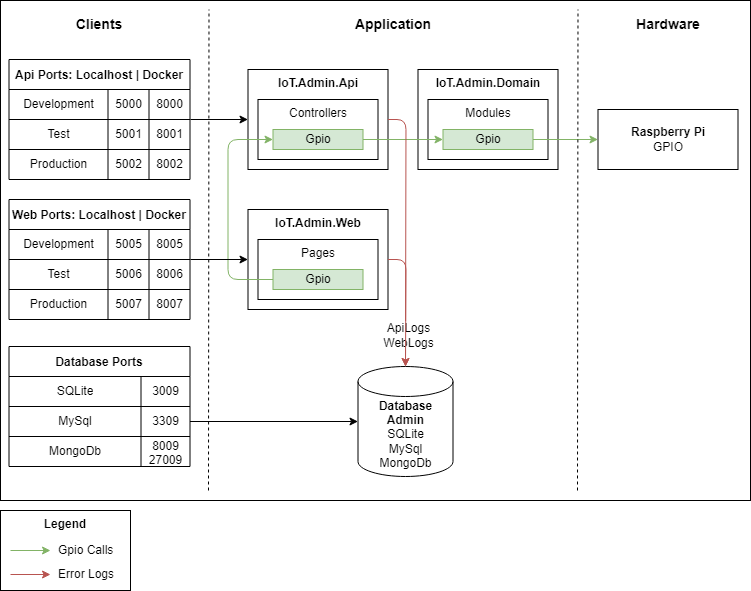 Clients
Application
Hardware
Api Ports: Localhost | Docker
Development 5000 8000
Test 5001 8001
Production 5002 8002
IoT.Admin.Api
Controllers
Gpio
IoT.Admin.Domain
Modules
Gpio
Raspberry Pi
GPIO
Web Ports: Localhost | Docker
Development 5005 8005
Test 5006 8006
Production 5007 8007
IoT.Admin.Web
Pages
Gpio
ApiLogs
WebLogs
Database Ports
SQLite 3009
MySql 3309
MongoDb 8009
27009
Database
Admin
SQLite
MySql
MongoDb
Legend
Gpio Calls
Error Logs